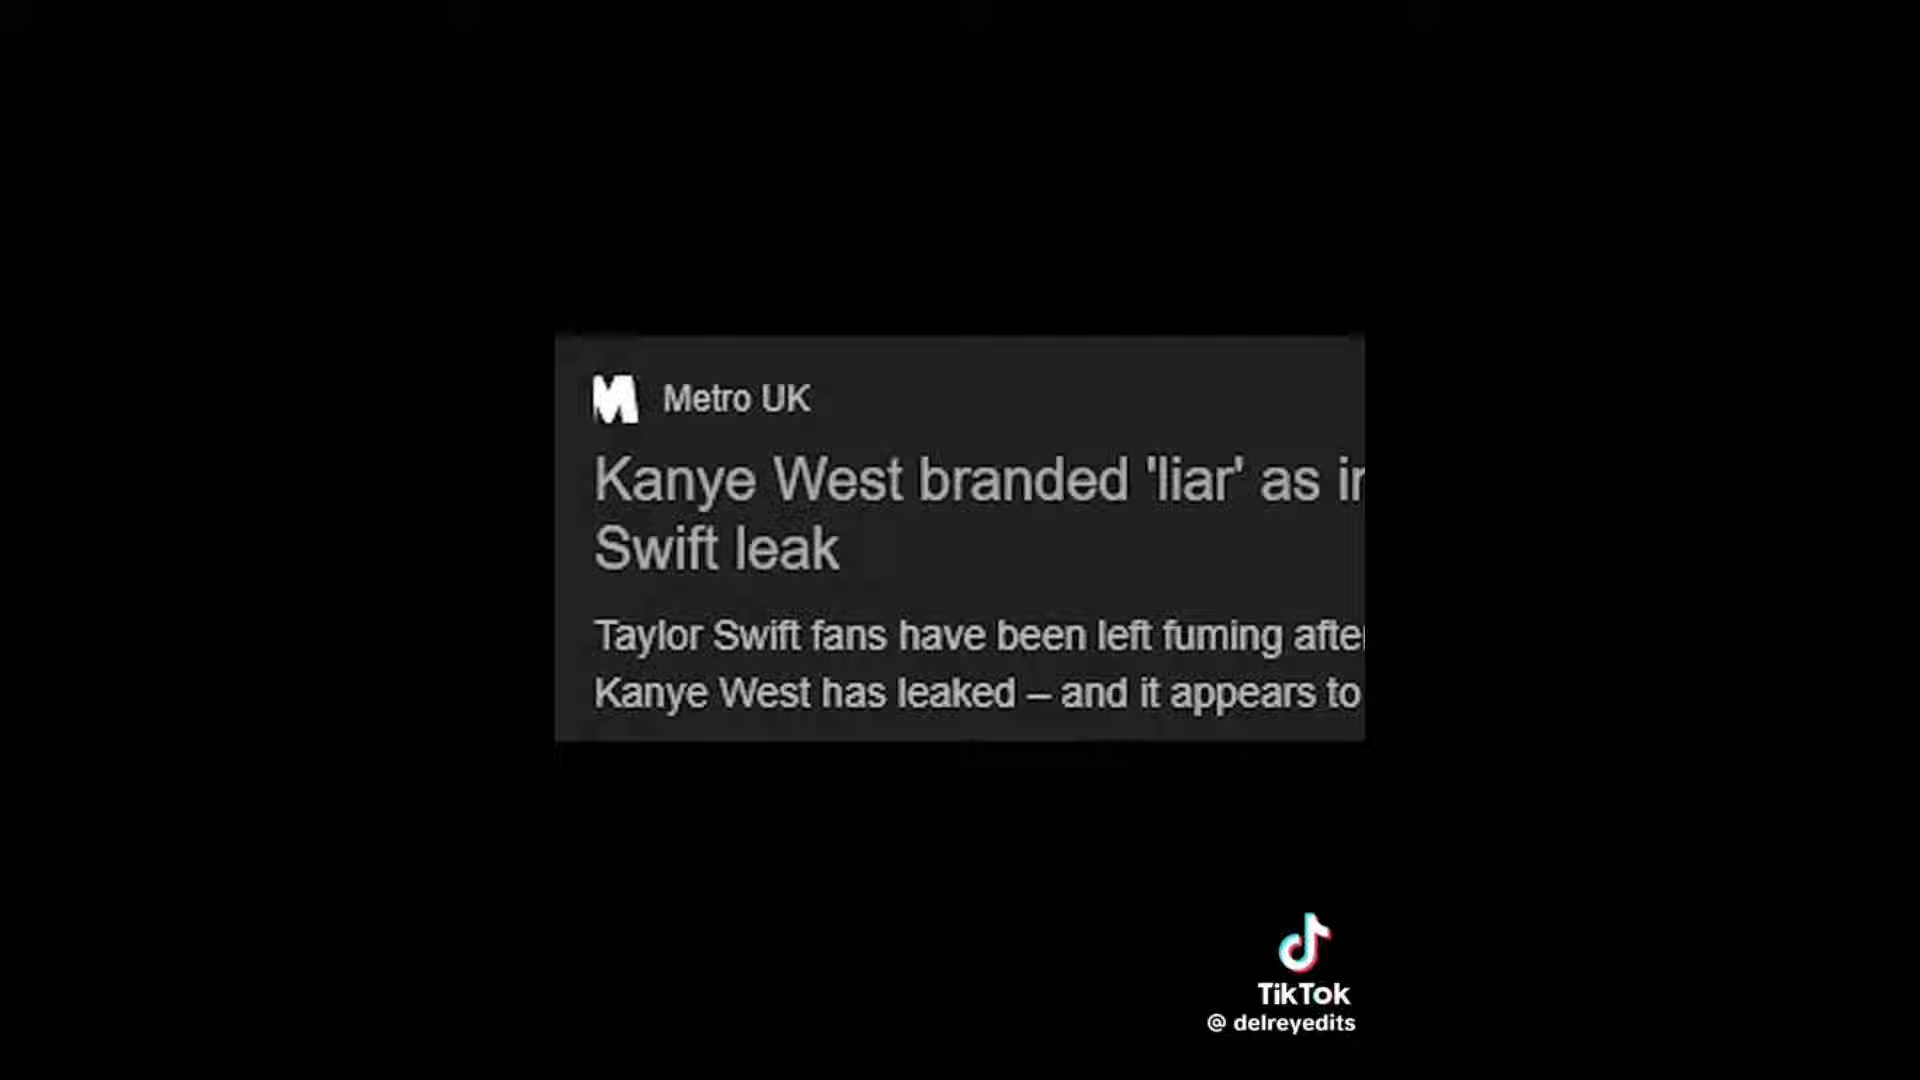 Metro UK
Kanye West branded 'liar' as
Swift leak
Taylor Swift fans have been left fuming
Kanye West has leaked – and it appears to
TikTok
@ delreyedits